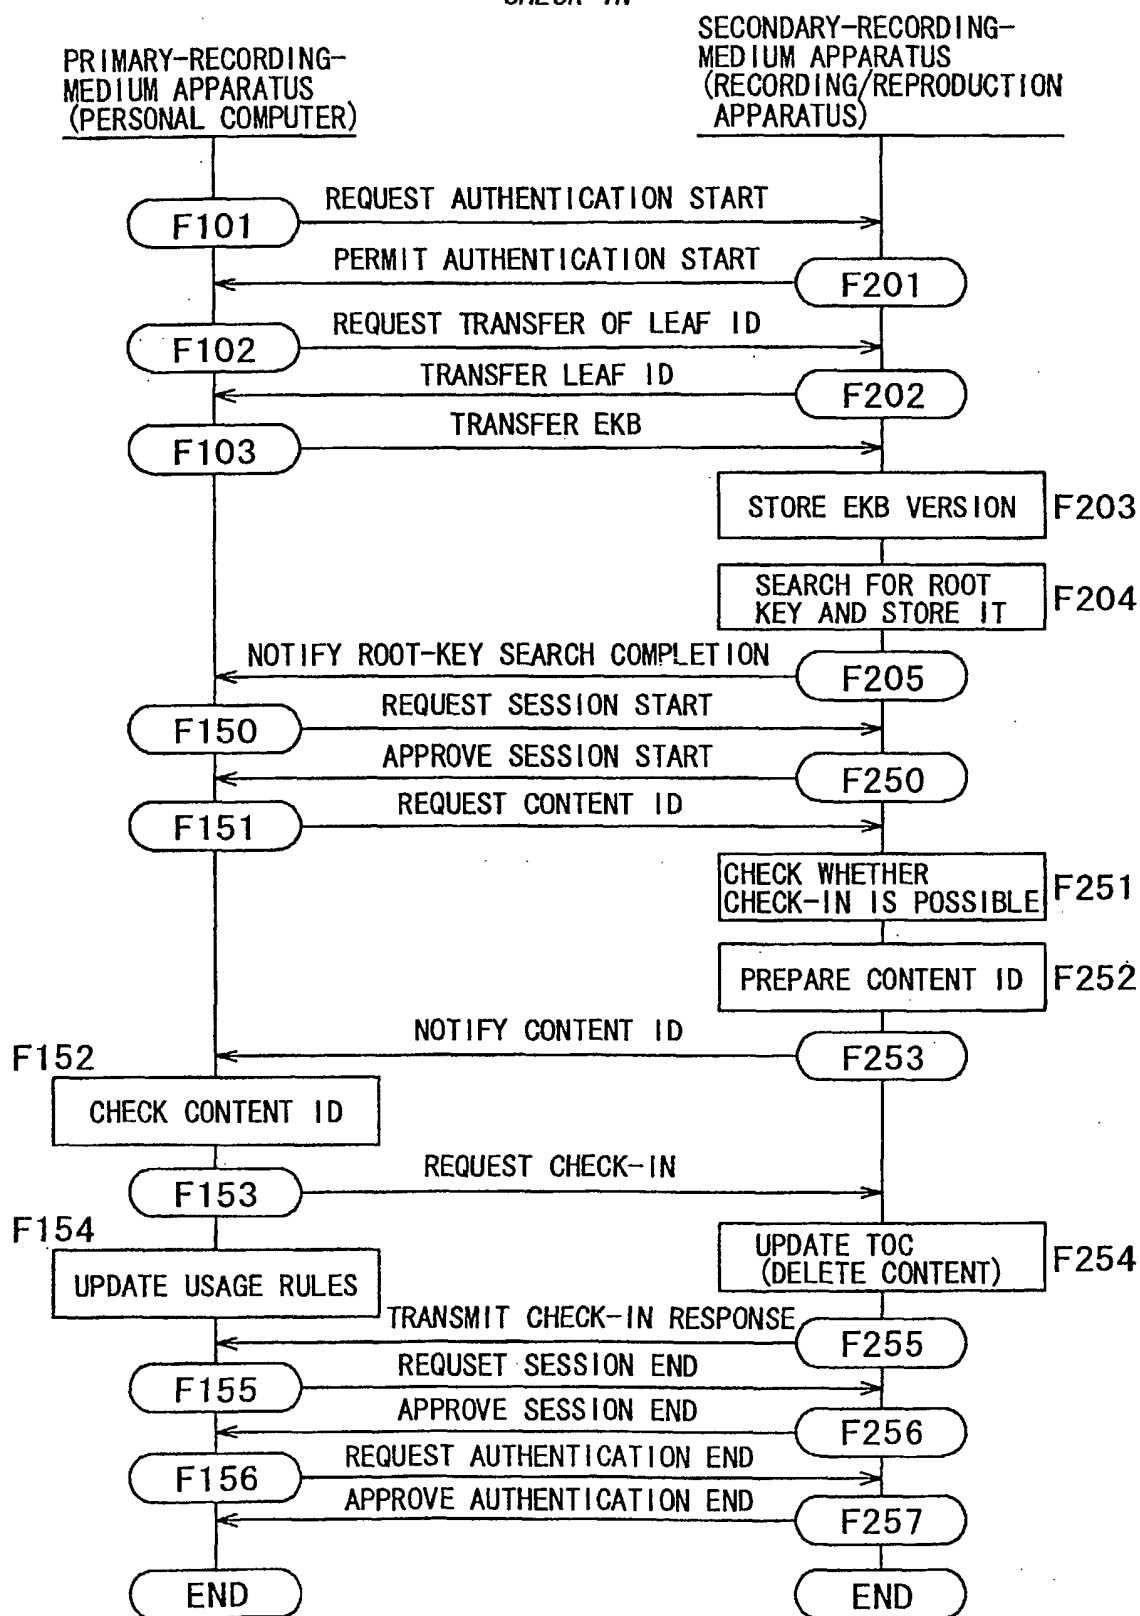 CHECK-IN
PRIMARY-RECORDING-
MEDIUM APPARATUS
(PERSONAL COMPUTER)
SECONDARY-RECORDING-
MEDIUM APPARATUS
(RECORDING/REPRODUCTION
APPARATUS)
F101
REQUEST AUTHENTICATION START
PERMIT AUTHENTICATION START
F201
F102
REQUEST TRANSFER OF LEAF ID
TRANSFER LEAF ID
F202
F103
TRANSFER EKB
STORE EKB VERSION
F203
SEARCH FOR ROOT
KEY AND STORE IT
F204
NOTIFY ROOT-KEY SEARCH COMPLETION
F205
F150
REQUEST SESSION START
APPROVE SESSION START
F250
F151
REQUEST CONTENT ID
CHECK WHETHER
CHECK-IN IS POSSIBLE
F251
PREPARE CONTENT ID
F252
NOTIFY CONTENT ID
F253
F152
CHECK CONTENT ID
F153
REQUEST CHECK-IN
F154
UPDATE USAGE RULES
UPDATE TOC
(DELETE CONTENT)
F254
TRANSMIT CHECK-IN RESPONSE
F255
F155
REQUSET SESSION END
APPROVE SESSION END
F256
F156
REQUEST AUTHENTICATION END
APPROVE AUTHENTICATION END
F257
END
END